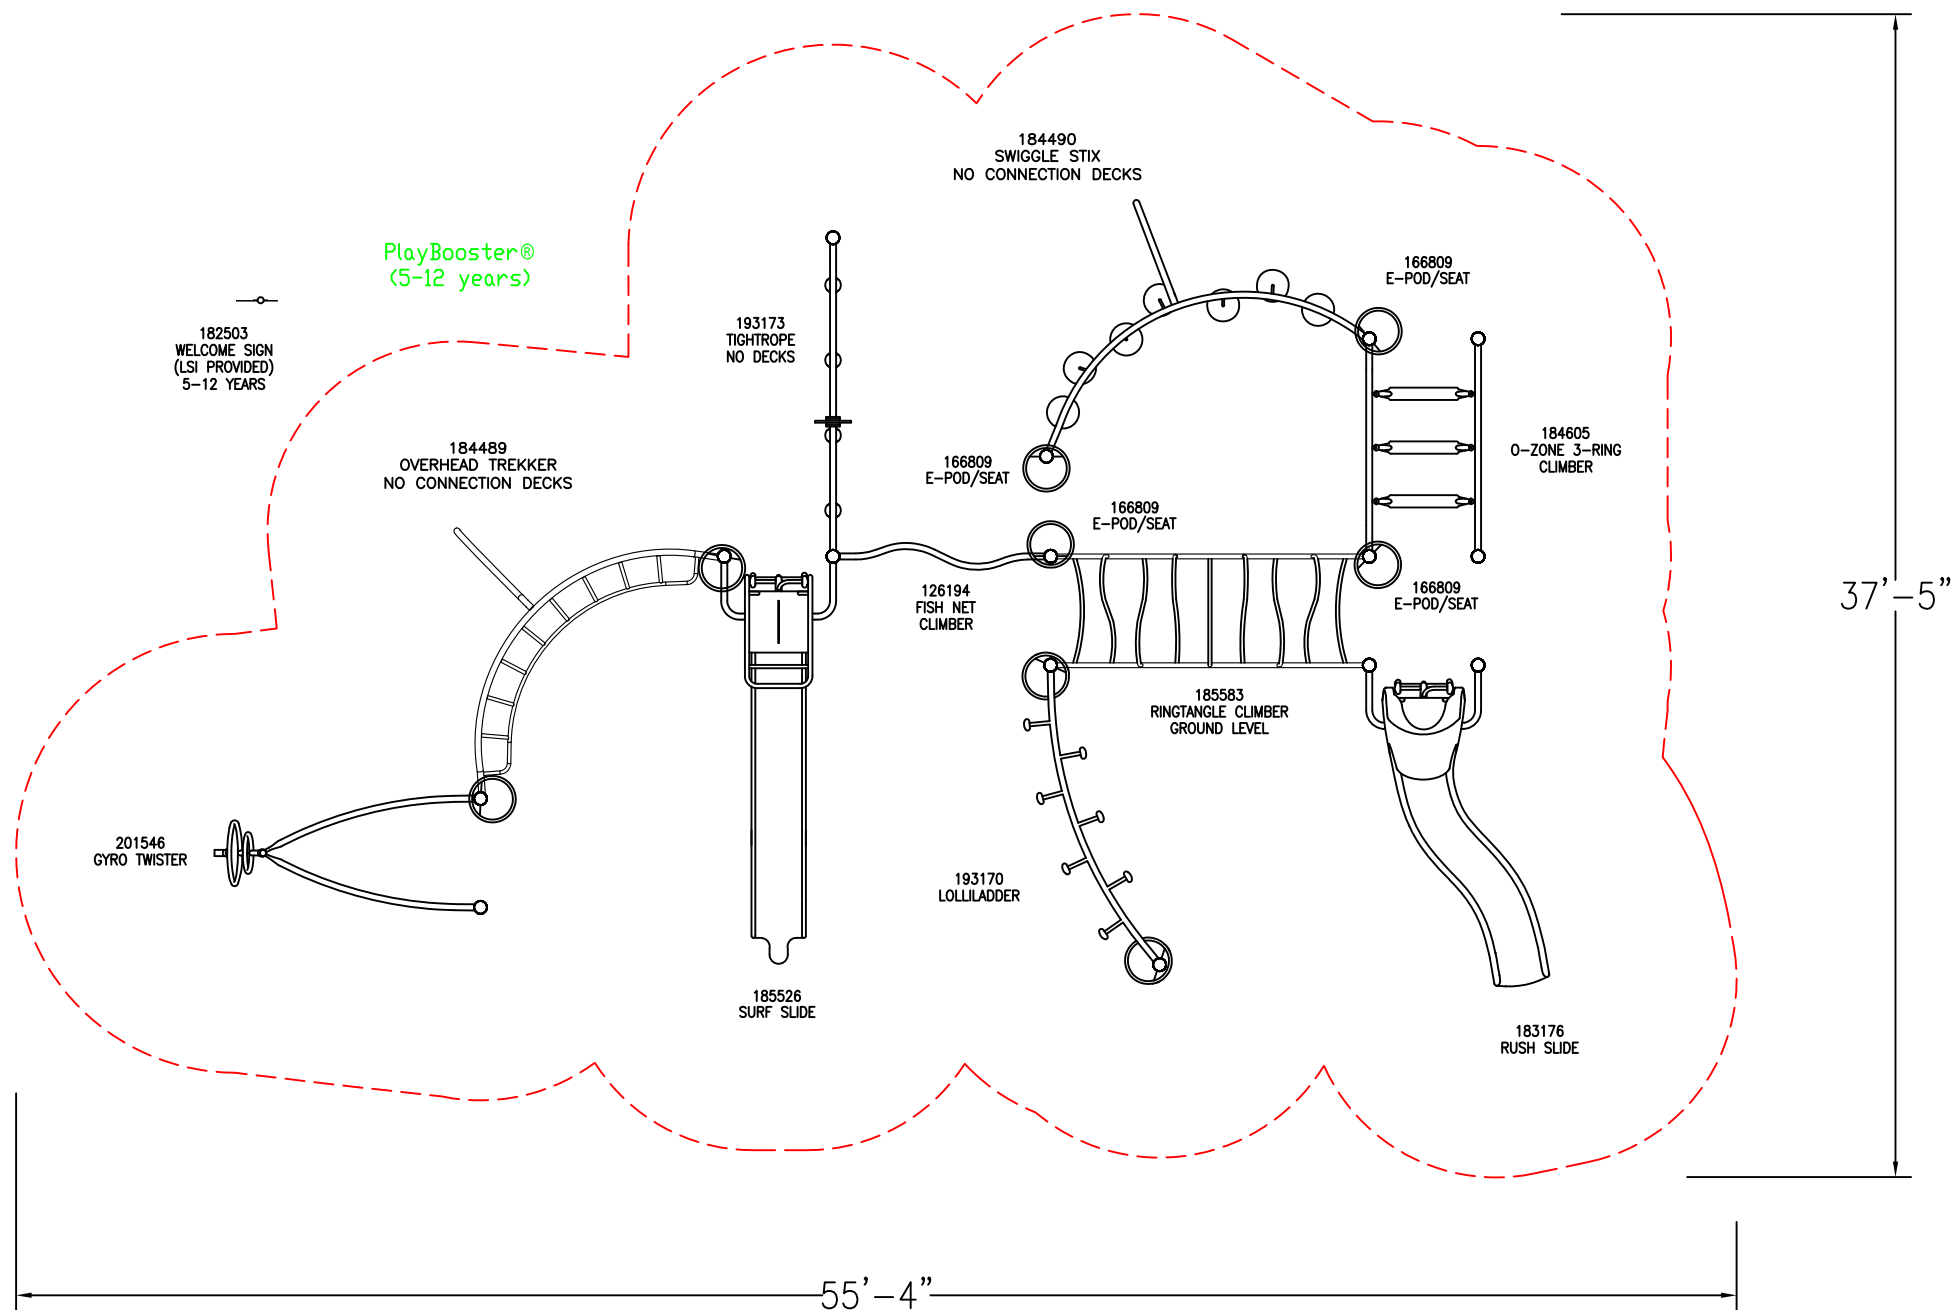 184490
SWIGGLE STIX
NO CONNECTION DECKS
PlayBooster®
(5-12 years)
166809
E-POD/SEAT
182503
WELCOME SIGN
(LSI PROVIDED)
5-12 YEARS
193173
TIGHTROPE
NO DECKS
184489
OVERHEAD TREKKER
NO CONNECTION DECKS
166809
E-POD/SEAT
184605
O-ZONE 3-RING
CLIMBER
166809
E-POD/SEAT
126194
FISH NET
CLIMBER
166809
E-POD/SEAT
37'-5"
185583
RINGTANGLE CLIMBER
GROUND LEVEL
201546
GYRO TWISTER
193170
LOLLILADDER
185526
SURF SLIDE
183176
RUSH SLIDE
55'-4"